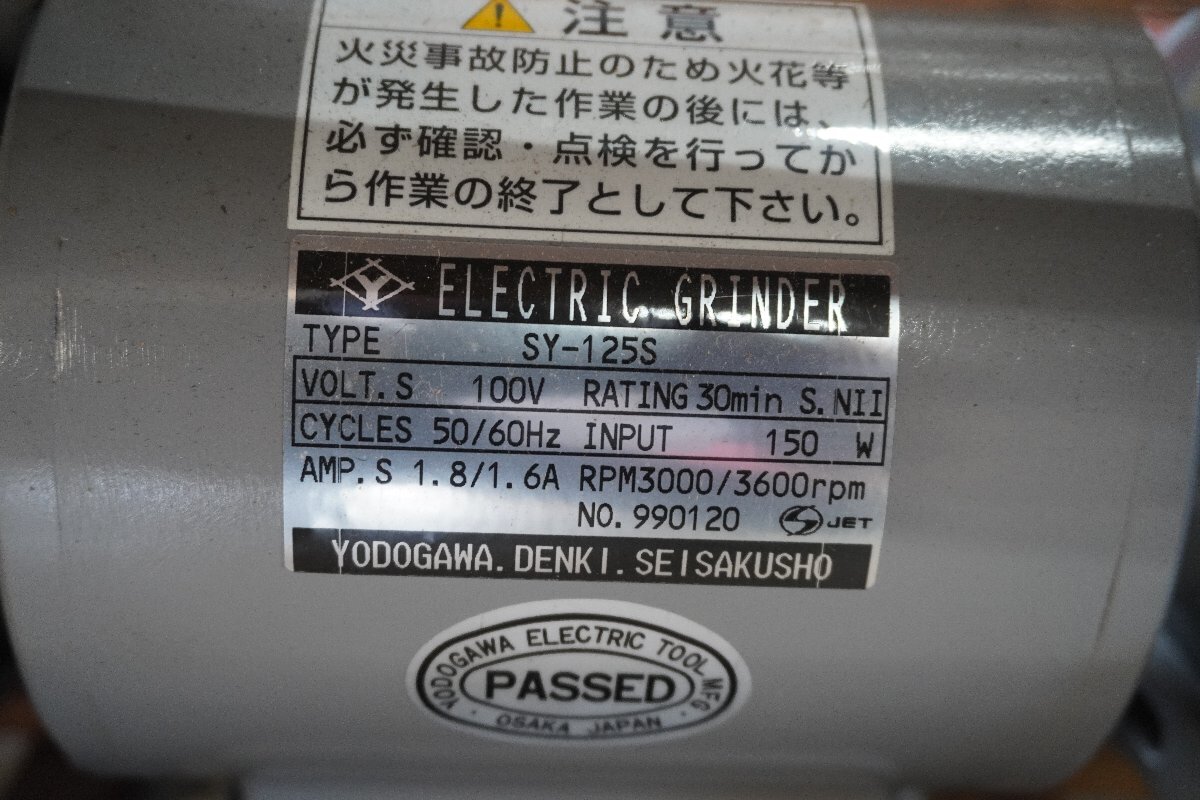 注意
火災事故防止のため火花等
が発生した作業の後には、
必ず確認・点検を行ってか
ら作業の終了として下さい。
Y ELECTRIC GRINDER
TYPE SY-125S
VOLT.S 100V RATING 30min S.NII
CYCLES 50/60Hz INPUT 150 W
AMP.S 1.8/1.6A RPM3000/3600rpm
NO.990120 S JET
YODOGAWA.DENKI.SEISAKUSHO
YODOGAWA ELECTRIC TOOL MFG
PASSED
・OSAKA JAPAN・